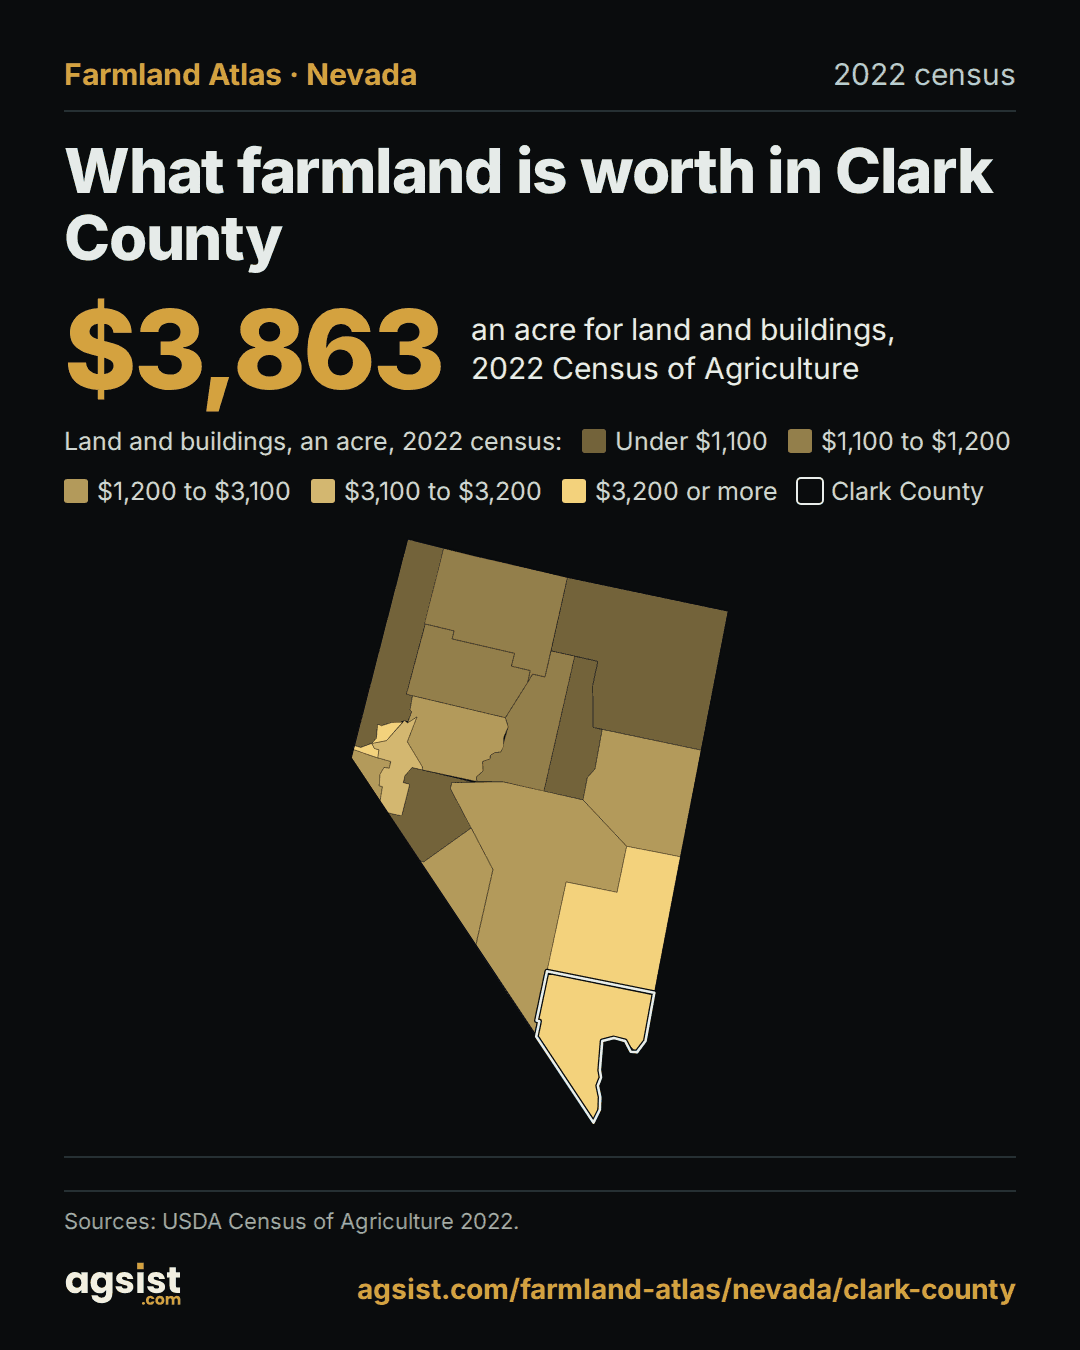 Farmland Atlas · Nevada
2022 census
What farmland is worth in Clark
County
$3,863
an acre for land and buildings,
2022 Census of Agriculture
Land and buildings, an acre, 2022 census: Under $1,100 $1,100 to $1,200
$1,200 to $3,100 $3,100 to $3,200 $3,200 or more Clark County
Sources: USDA Census of Agriculture 2022.
agsist
.com
agsist.com/farmland-atlas/nevada/clark-county